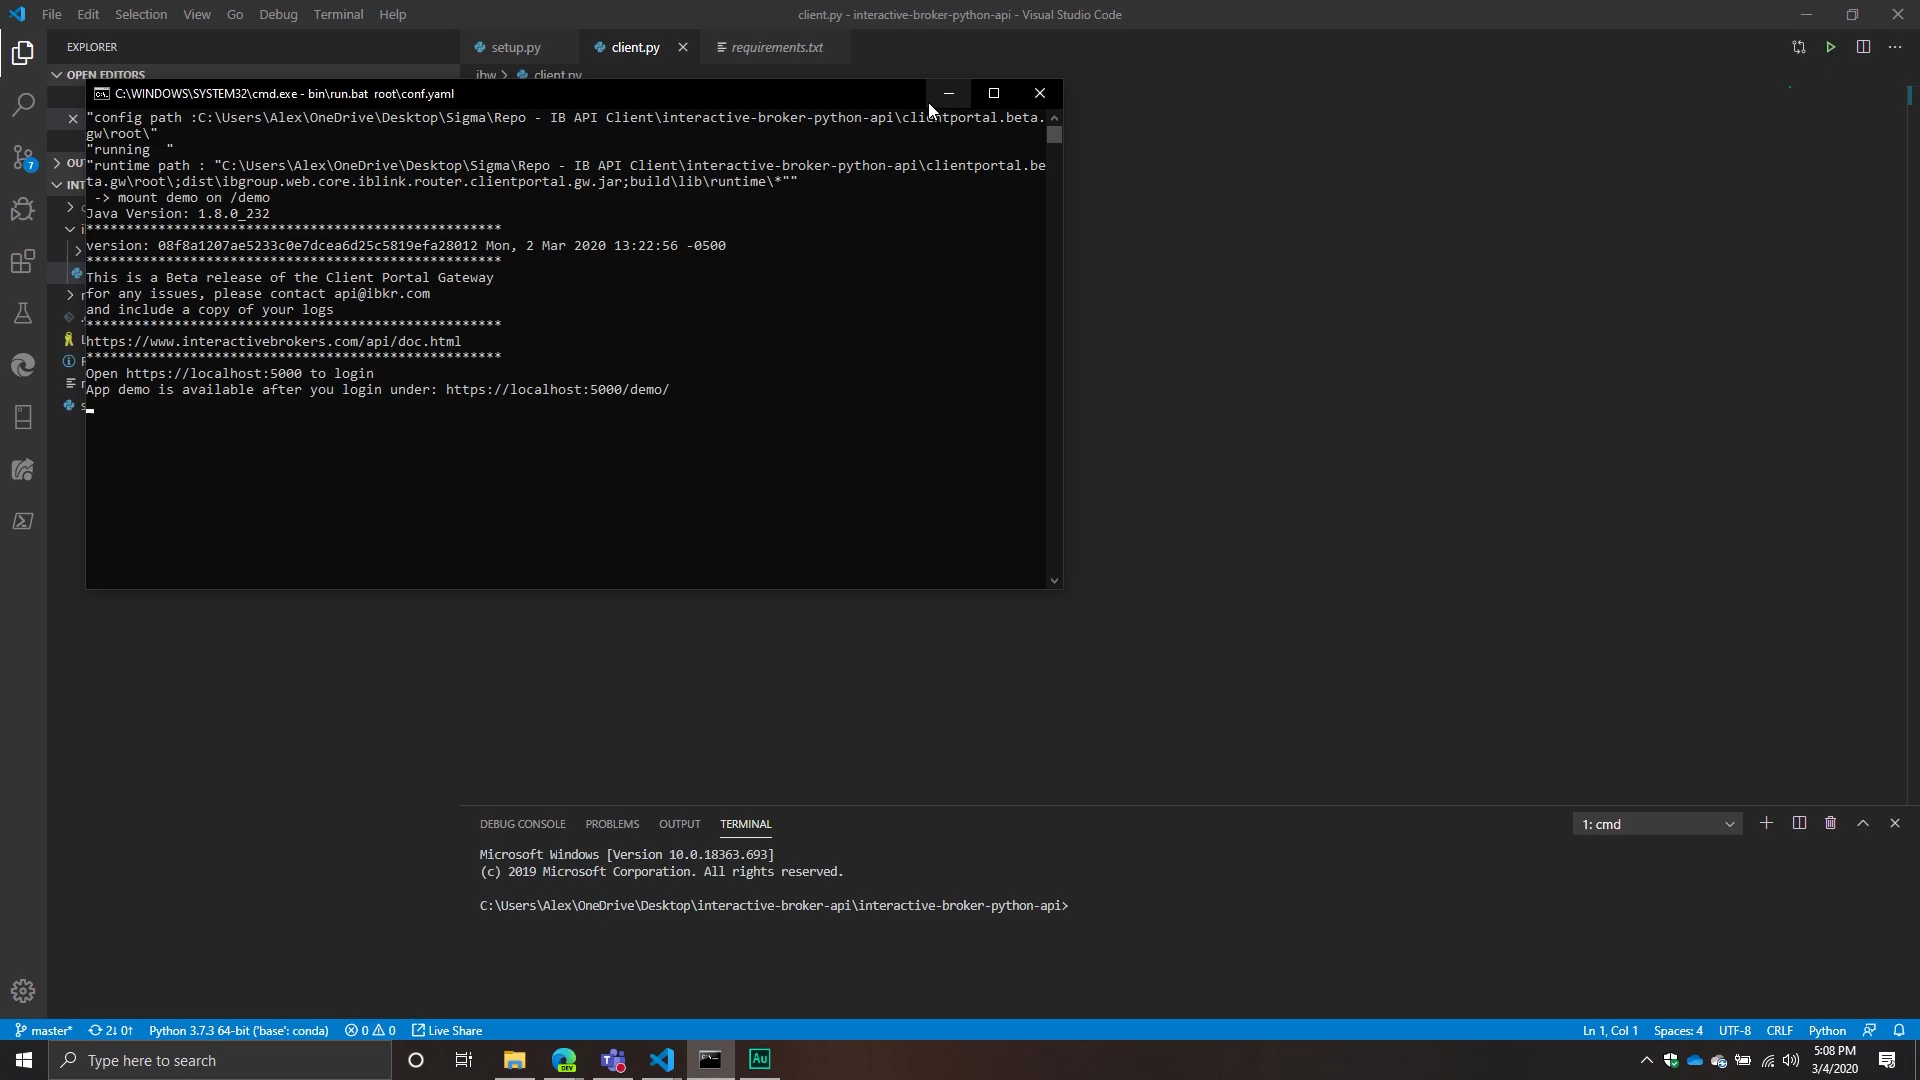 File Edit Selection View Go Debug Terminal Help
client.py - interactive-broker-python-api - Visual Studio Code
EXPLORER
setup.py
client.py
requirements.txt
OPEN EDITORS
ibw > client.py
C:\WINDOWS\SYSTEM32\cmd.exe - bin\run.bat root\conf.yaml
"config path :C:\Users\Alex\OneDrive\Desktop\Sigma\Repo - IB API Client\interactive-broker-python-api\clientportal.beta.
gw\root\"
"running  "
"runtime path : "C:\Users\Alex\OneDrive\Desktop\Sigma\Repo - IB API Client\interactive-broker-python-api\clientportal.be
ta.gw\root\;dist\ibgroup.web.core.iblink.router.clientportal.gw.jar;build\lib\runtime\*""
-> mount demo on /demo
Java Version: 1.8.0_232
****************************************************
version: 08f8a1207ae5233c0e7dcea6d25c5819efa28012 Mon, 2 Mar 2020 13:22:56 -0500
****************************************************
This is a Beta release of the Client Portal Gateway
for any issues, please contact api@ibkr.com
and include a copy of your logs
****************************************************
https://www.interactivebrokers.com/api/doc.html
****************************************************
Open https://localhost:5000 to login
App demo is available after you login under: https://localhost:5000/demo/
OU
INT
7
DEBUG CONSOLE PROBLEMS OUTPUT TERMINAL
1: cmd
Microsoft Windows [Version 10.0.18363.693]
(c) 2019 Microsoft Corporation. All rights reserved.
C:\Users\Alex\OneDrive\Desktop\interactive-broker-api\interactive-broker-python-api>
master* 2↓ 0↑ Python 3.7.3 64-bit ('base': conda) 0 0 Live Share
Ln 1, Col 1 Spaces: 4 UTF-8 CRLF Python
Type here to search
DEV
Au
5:08 PM
3/4/2020